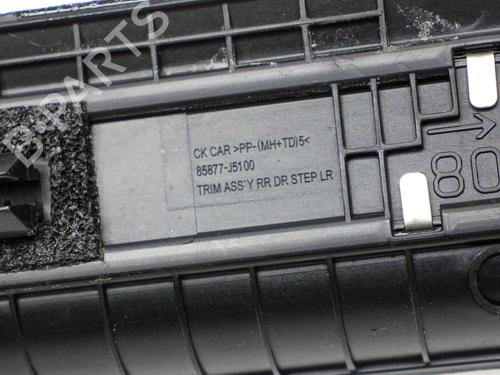 CK CAR >PP-(MH+TD)5<
85877-J5100
TRIM ASS'Y RR DR STEP LR
80
B-PARTS